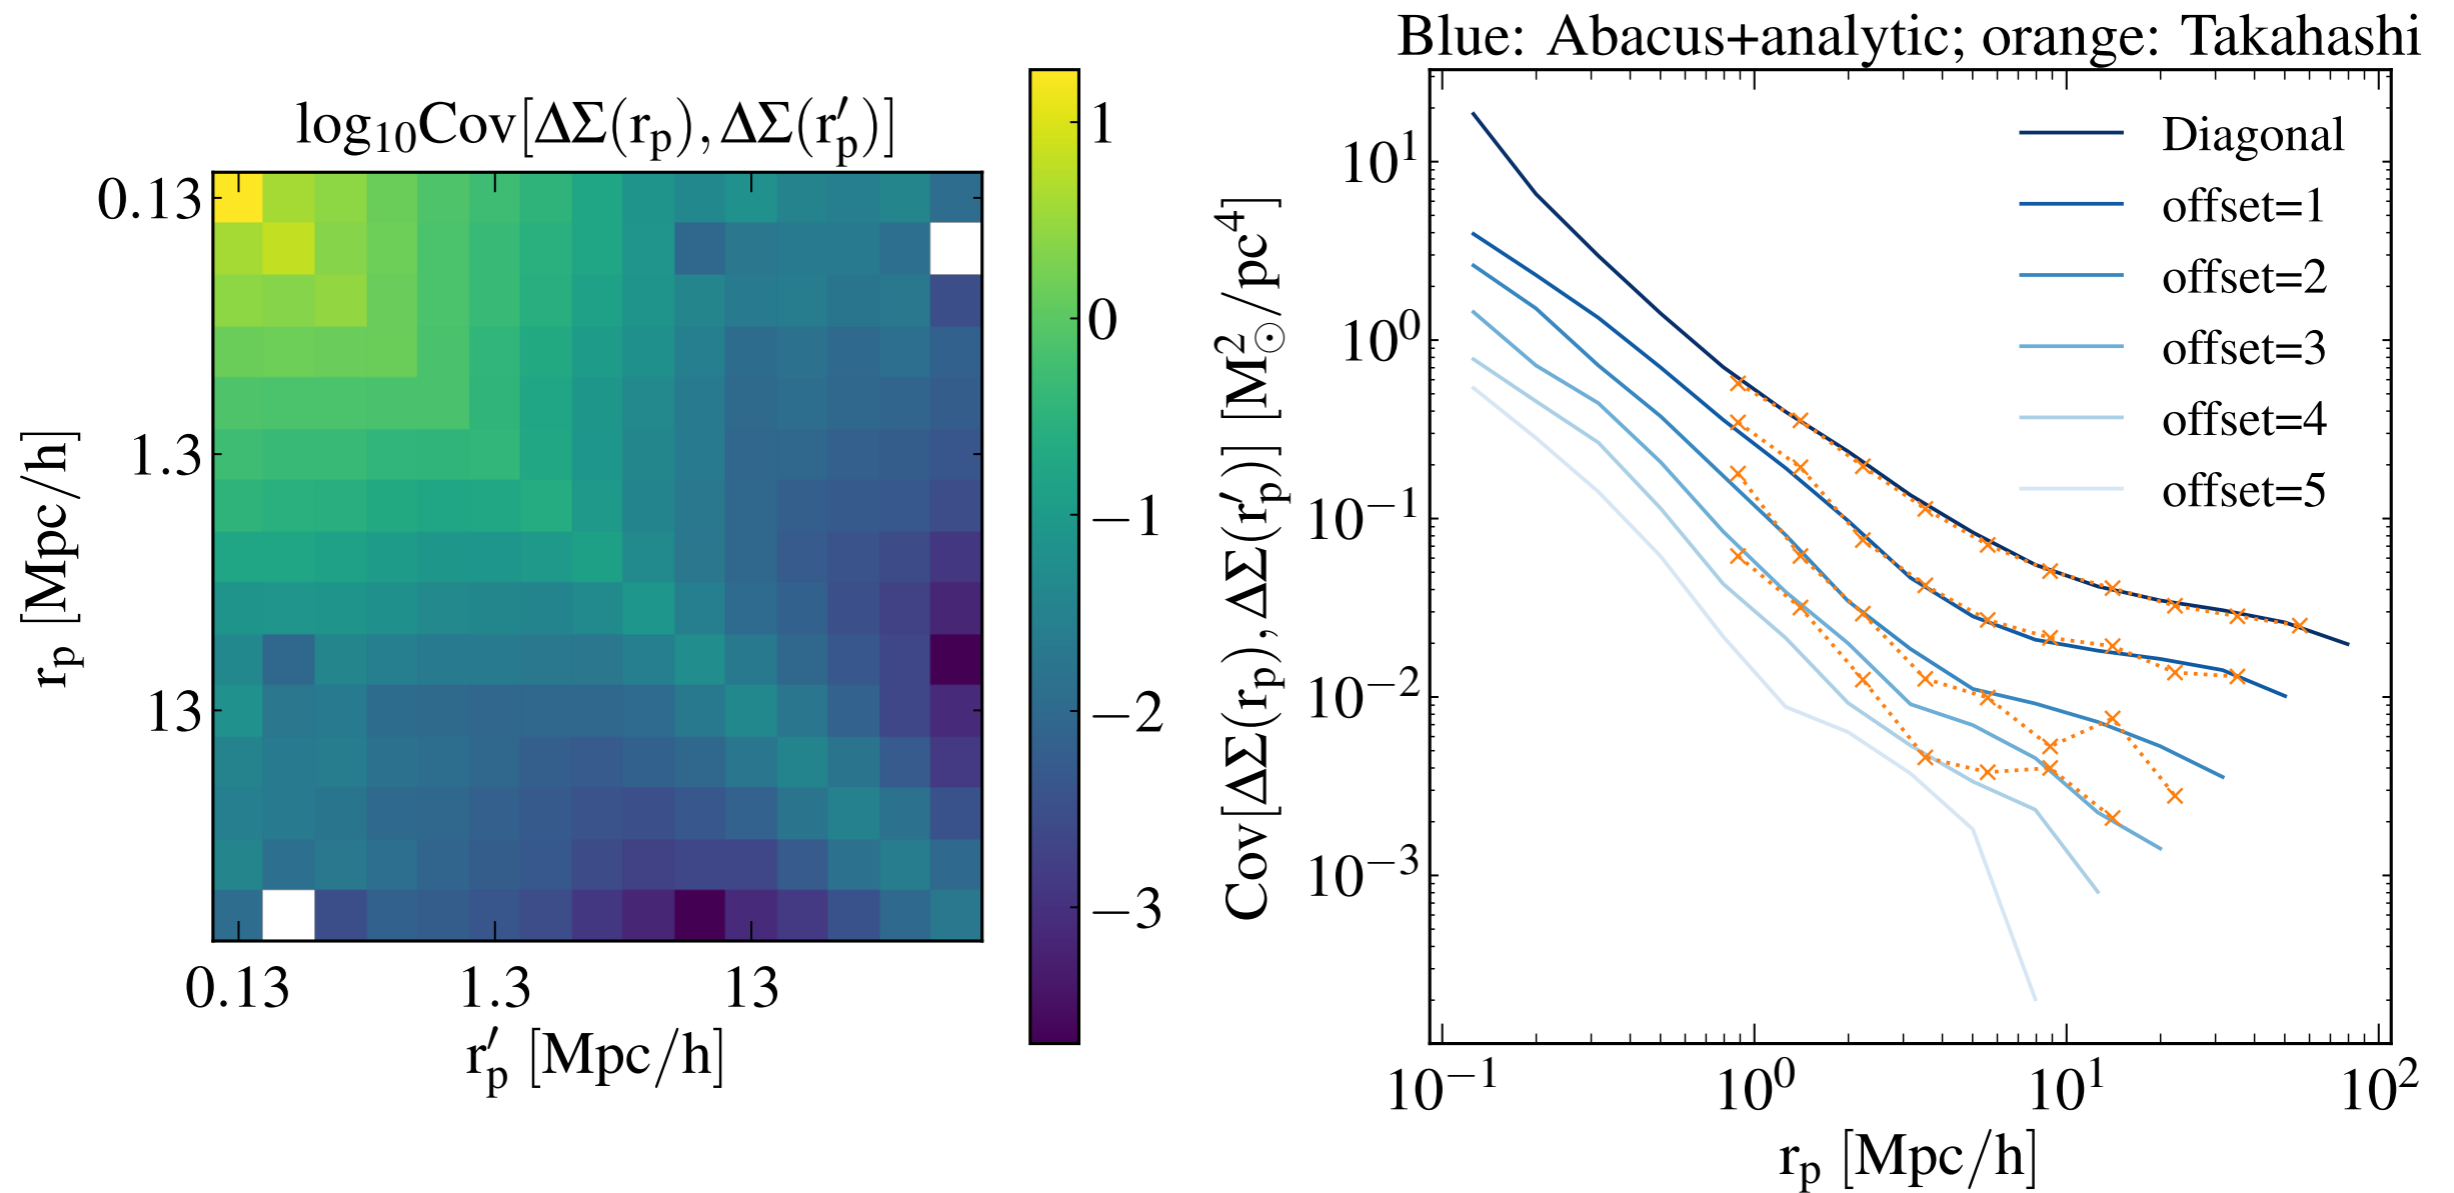 log₁₀Cov[ΔΣ(rₚ), ΔΣ(r′ₚ)]
0.13
1.3
13
rₚ [Mpc/h]
0.13 1.3 13
r′ₚ [Mpc/h]
1
0
−1
−2
−3
Blue: Abacus+analytic; orange: Takahashi
Cov[ΔΣ(rₚ), ΔΣ(r′ₚ)] [M²⊙/pc⁴]
10¹
10⁰
10⁻¹
10⁻²
10⁻³
Diagonal
offset=1
offset=2
offset=3
offset=4
offset=5
10⁻¹ 10⁰ 10¹ 10²
rₚ [Mpc/h]